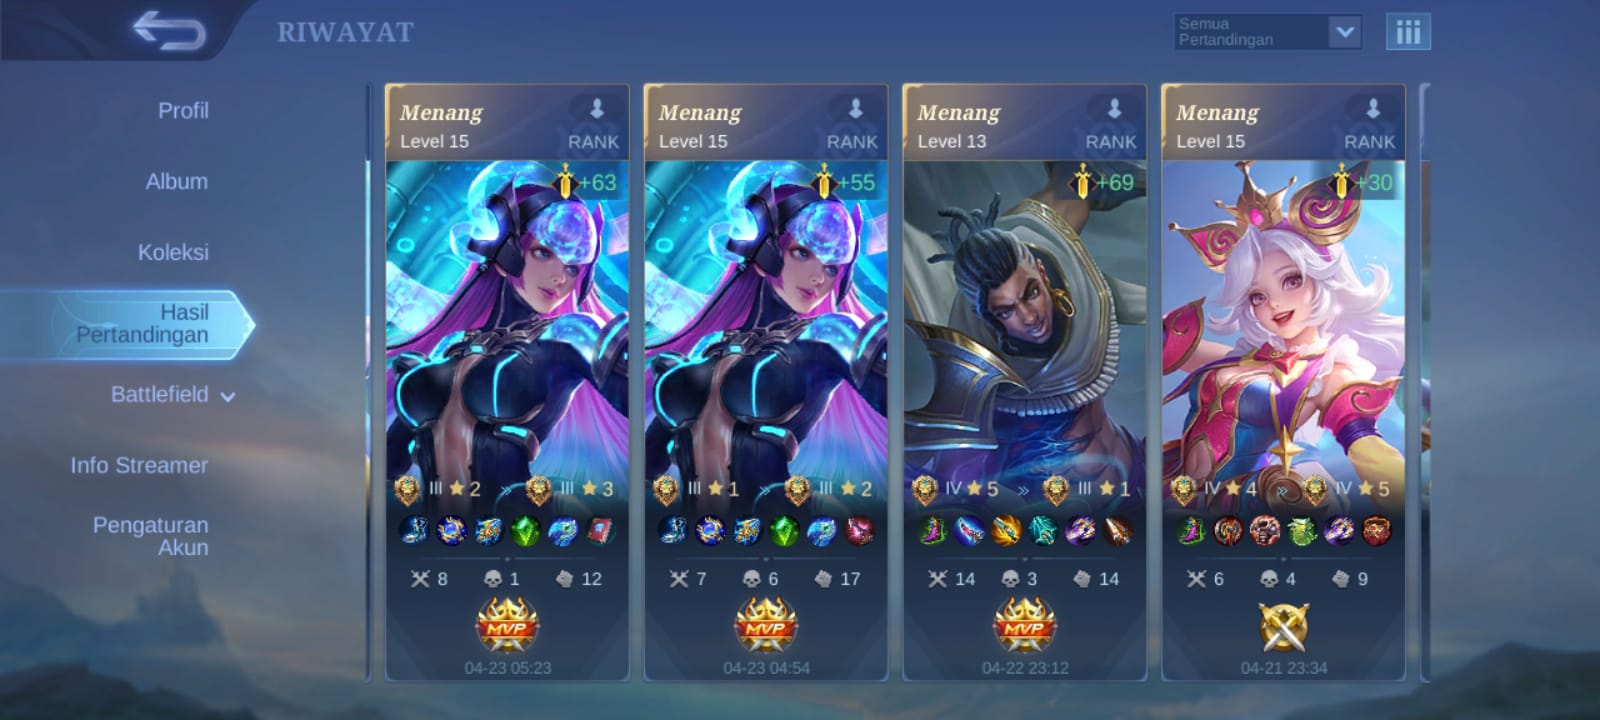 RIWAYAT
Semua
Pertandingan
Profil
Album
Koleksi
Hasil
Pertandingan
Battlefield
Info Streamer
Pengaturan
Akun
Menang
Level 15 RANK
+63
III 2 » III 3
8 1 12
MVP
04-23 05:23
Menang
Level 15 RANK
+55
III 1 » III 2
7 6 17
MVP
04-23 04:54
Menang
Level 13 RANK
+69
IV 5 » III 1
14 3 14
MVP
04-22 23:12
Menang
Level 15 RANK
+30
IV 4 » IV 5
6 4 9
04-21 23:34